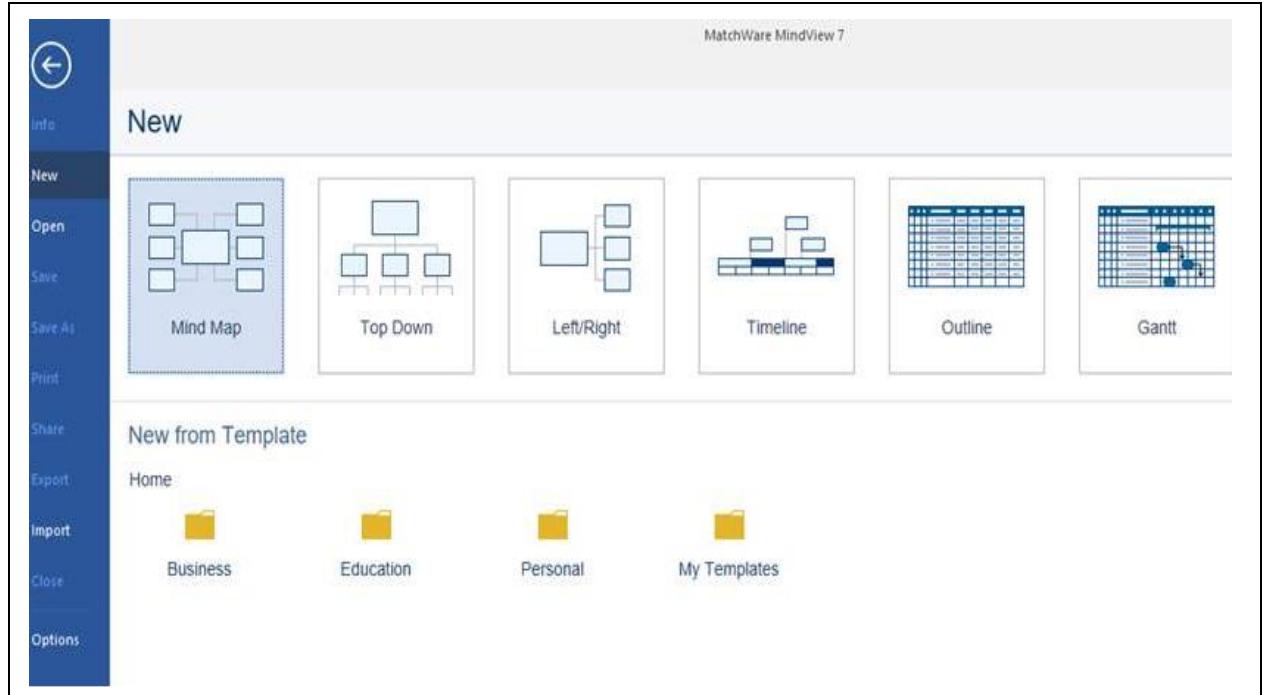 MatchWare MindView 7
Info
New
Open
Save
Save As
Print
Share
Export
Import
Close
Options
New
Mind Map
Top Down
Left/Right
Timeline
Outline
Gantt
New from Template
Home
Business
Education
Personal
My Templates